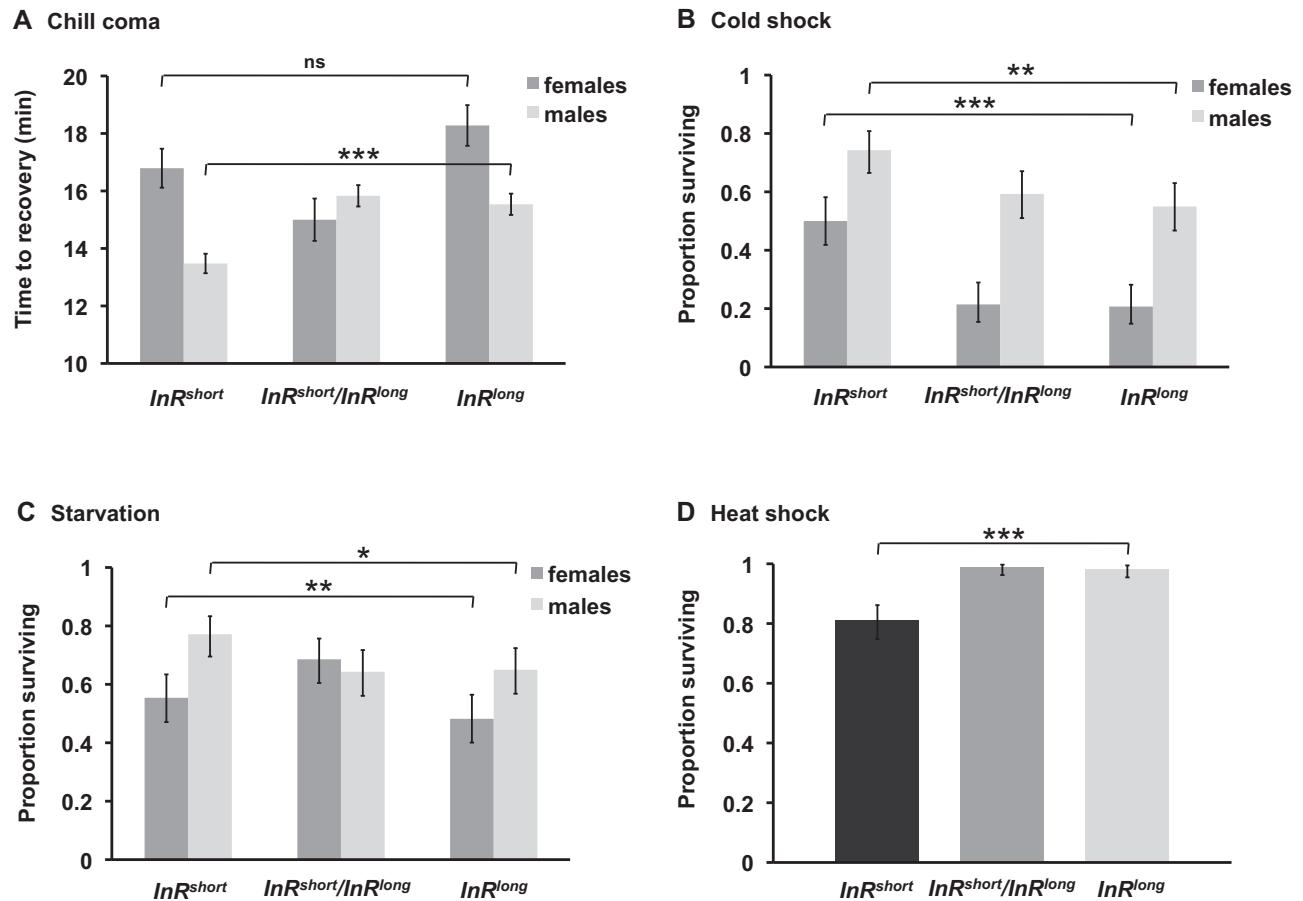 A Chill coma
ns
***
females
males
Time to recovery (min)
20
18
16
14
12
10
InRshort
InRshort/InRlong
InRlong
B Cold shock
**
***
females
males
Proportion surviving
1
0.8
0.6
0.4
0.2
0
InRshort
InRshort/InRlong
InRlong
C Starvation
*
**
females
males
Proportion surviving
1
0.8
0.6
0.4
0.2
0
InRshort
InRshort/InRlong
InRlong
D Heat shock
***
Proportion surviving
1
0.8
0.6
0.4
0.2
0
InRshort
InRshort/InRlong
InRlong